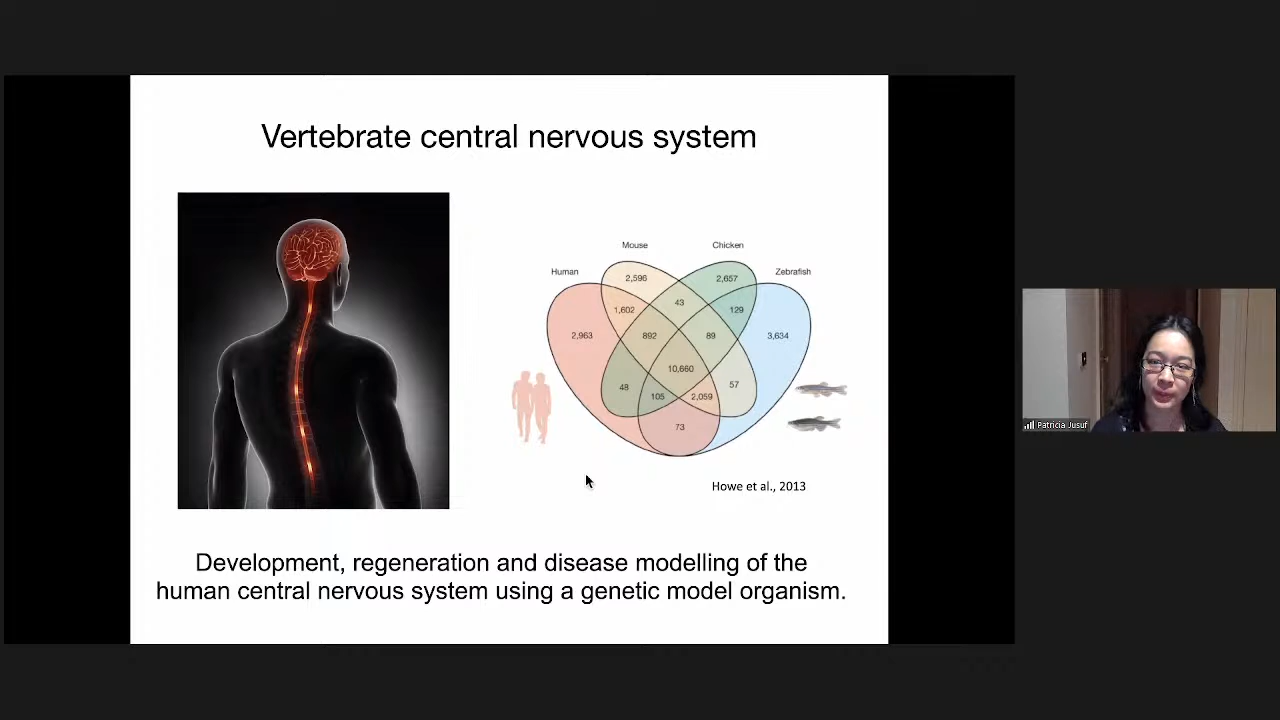 Vertebrate central nervous system
Mouse
Chicken
Human
Zebrafish
2,596
2,657
43
1,602
129
2,963
892
89
3,634
10,660
48
57
105
2,059
73
Howe et al., 2013
Patricia Jusuf
Development, regeneration and disease modelling of the
human central nervous system using a genetic model organism.